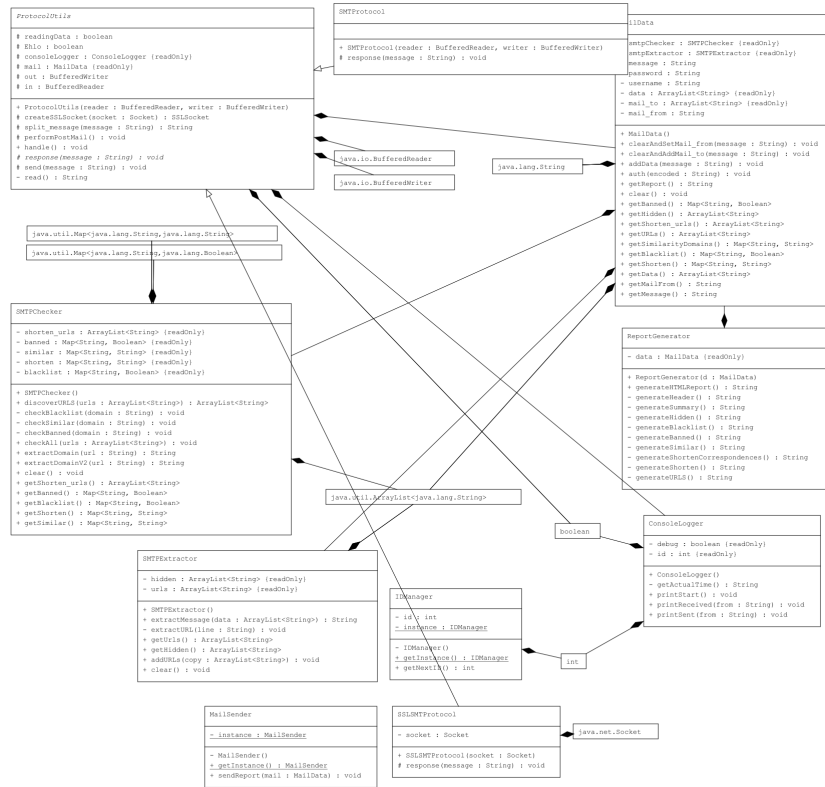 ProtocolUtils
# readingData : boolean
# Ehlo : boolean
# consoleLogger : ConsoleLogger {readOnly}
# mail : MailData {readOnly}
# out : BufferedWriter
# in : BufferedReader
+ ProtocolUtils(reader : BufferedReader, writer : BufferedWriter)
# createSSLSocket(socket : Socket) : SSLSocket
# split_message(message : String) : String
# performPostMail() : void
+ handle() : void
# response(message : String) : void
# send(message : String) : void
- read() : String
SMTProtocol
+ SMTProtocol(reader : BufferedReader, writer : BufferedWriter)
# response(message : String) : void
ilData
smtpChecker : SMTPChecker {readOnly}
smtpExtractor : SMTPExtractor {readOnly}
message : String
password : String
- username : String
- data : ArrayList<String> {readOnly}
- mail_to : ArrayList<String> {readOnly}
- mail_from : String
+ MailData()
+ clearAndSetMail_from(message : String) : void
+ clearAndAddMail_to(message : String) : void
+ addData(message : String) : void
+ auth(encoded : String) : void
+ getReport() : String
+ clear() : void
+ getBanned() : Map<String, Boolean>
+ getHidden() : ArrayList<String>
+ getShorten_urls() : ArrayList<String>
+ getURLs() : ArrayList<String>
+ getSimilarityDomains() : Map<String, String>
+ getBlacklist() : Map<String, Boolean>
+ getShorten() : Map<String, String>
+ getData() : ArrayList<String>
+ getMailFrom() : String
+ getMessage() : String
java.io.BufferedReader
java.io.BufferedWriter
java.lang.String
java.util.Map<java.lang.String,java.lang.String>
java.util.Map<java.lang.String,java.lang.Boolean>
SMTPChecker
- shorten_urls : ArrayList<String> {readOnly}
- banned : Map<String, Boolean> {readOnly}
- similar : Map<String, String> {readOnly}
- shorten : Map<String, String> {readOnly}
- blacklist : Map<String, Boolean> {readOnly}
+ SMTPChecker()
+ discoverURLS(urls : ArrayList<String>) : ArrayList<String>
- checkBlacklist(domain : String) : void
- checkSimilar(domain : String) : void
- checkBanned(domain : String) : void
+ checkAll(urls : ArrayList<String>) : void
+ extractDomain(url : String) : String
+ extractDomainV2(url : String) : String
+ clear() : void
+ getShorten_urls() : ArrayList<String>
+ getBanned() : Map<String, Boolean>
+ getBlacklist() : Map<String, Boolean>
+ getShorten() : Map<String, String>
+ getSimilar() : Map<String, String>
ReportGenerator
- data : MailData {readOnly}
+ ReportGenerator(d : MailData)
+ generateHTMLReport() : String
- generateHeader() : String
- generateSummary() : String
- generateHidden() : String
- generateBlacklist() : String
- generateBanned() : String
- generateSimilar() : String
- generateShortenCorrespondences() : String
- generateShorten() : String
- generateURLS() : String
java.util.ArrayList<java.lang.String>
boolean
ConsoleLogger
- debug : boolean {readOnly}
- id : int {readOnly}
+ ConsoleLogger()
- getActualTime() : String
+ printStart() : void
+ printReceived(from : String) : void
+ printSent(from : String) : void
SMTPExtractor
- hidden : ArrayList<String> {readOnly}
- urls : ArrayList<String> {readOnly}
+ SMTPExtractor()
+ extractMessage(data : ArrayList<String>) : String
- extractURL(line : String) : void
+ getUrls() : ArrayList<String>
+ getHidden() : ArrayList<String>
+ addURLs(copy : ArrayList<String>) : void
+ clear() : void
IDManager
- id : int
- instance : IDManager
- IDManager()
+ getInstance() : IDManager
+ getNextID() : int
int
MailSender
- instance : MailSender
- MailSender()
+ getInstance() : MailSender
+ sendReport(mail : MailData) : void
SSLSMTProtocol
- socket : Socket
+ SSLSMTProtocol(socket : Socket)
# response(message : String) : void
java.net.Socket